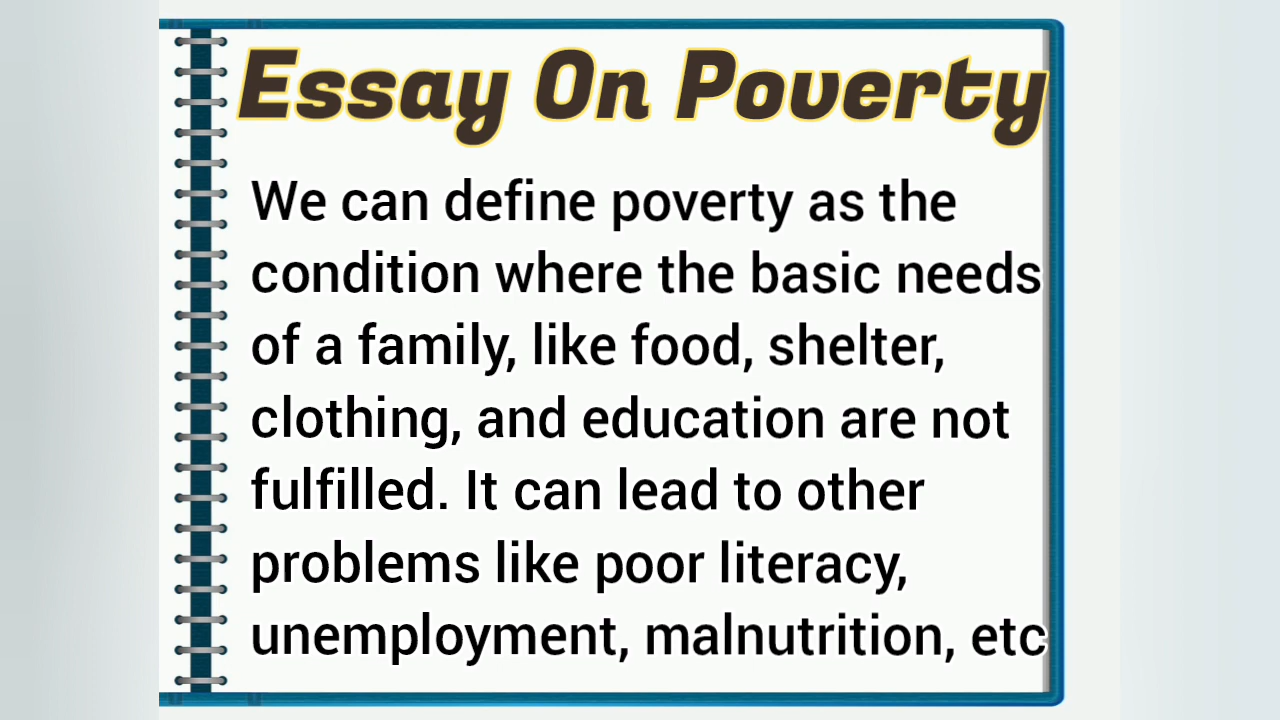 Essay On Poverty
We can define poverty as the
condition where the basic needs
of a family, like food, shelter,
clothing, and education are not
fulfilled. It can lead to other
problems like poor literacy,
unemployment, malnutrition, etc